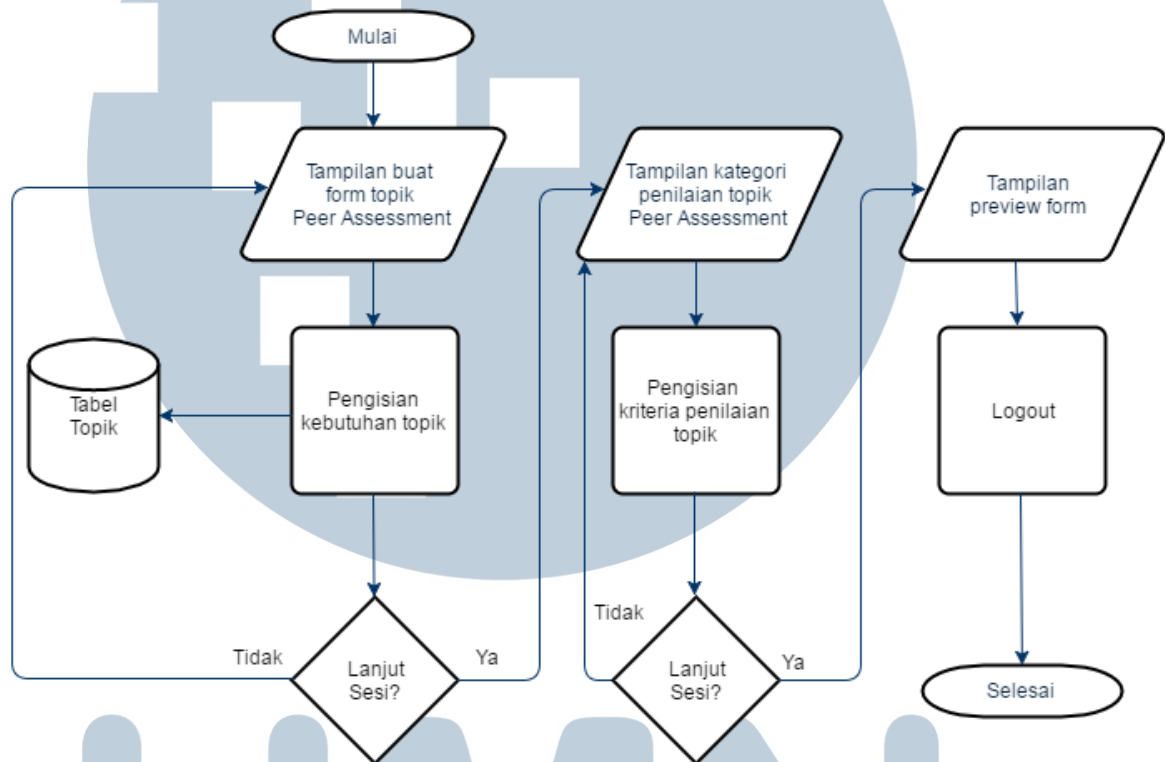 Mulai
Tampilan buat
form topik
Peer Assessment
Tampilan kategori
penilaian topik
Peer Assessment
Tampilan
preview form
Tabel
Topik
Pengisian
kebutuhan topik
Pengisian
kriteria penilaian
topik
Logout
Tidak
Lanjut
Sesi?
Ya
Tidak
Lanjut
Sesi?
Ya
Selesai